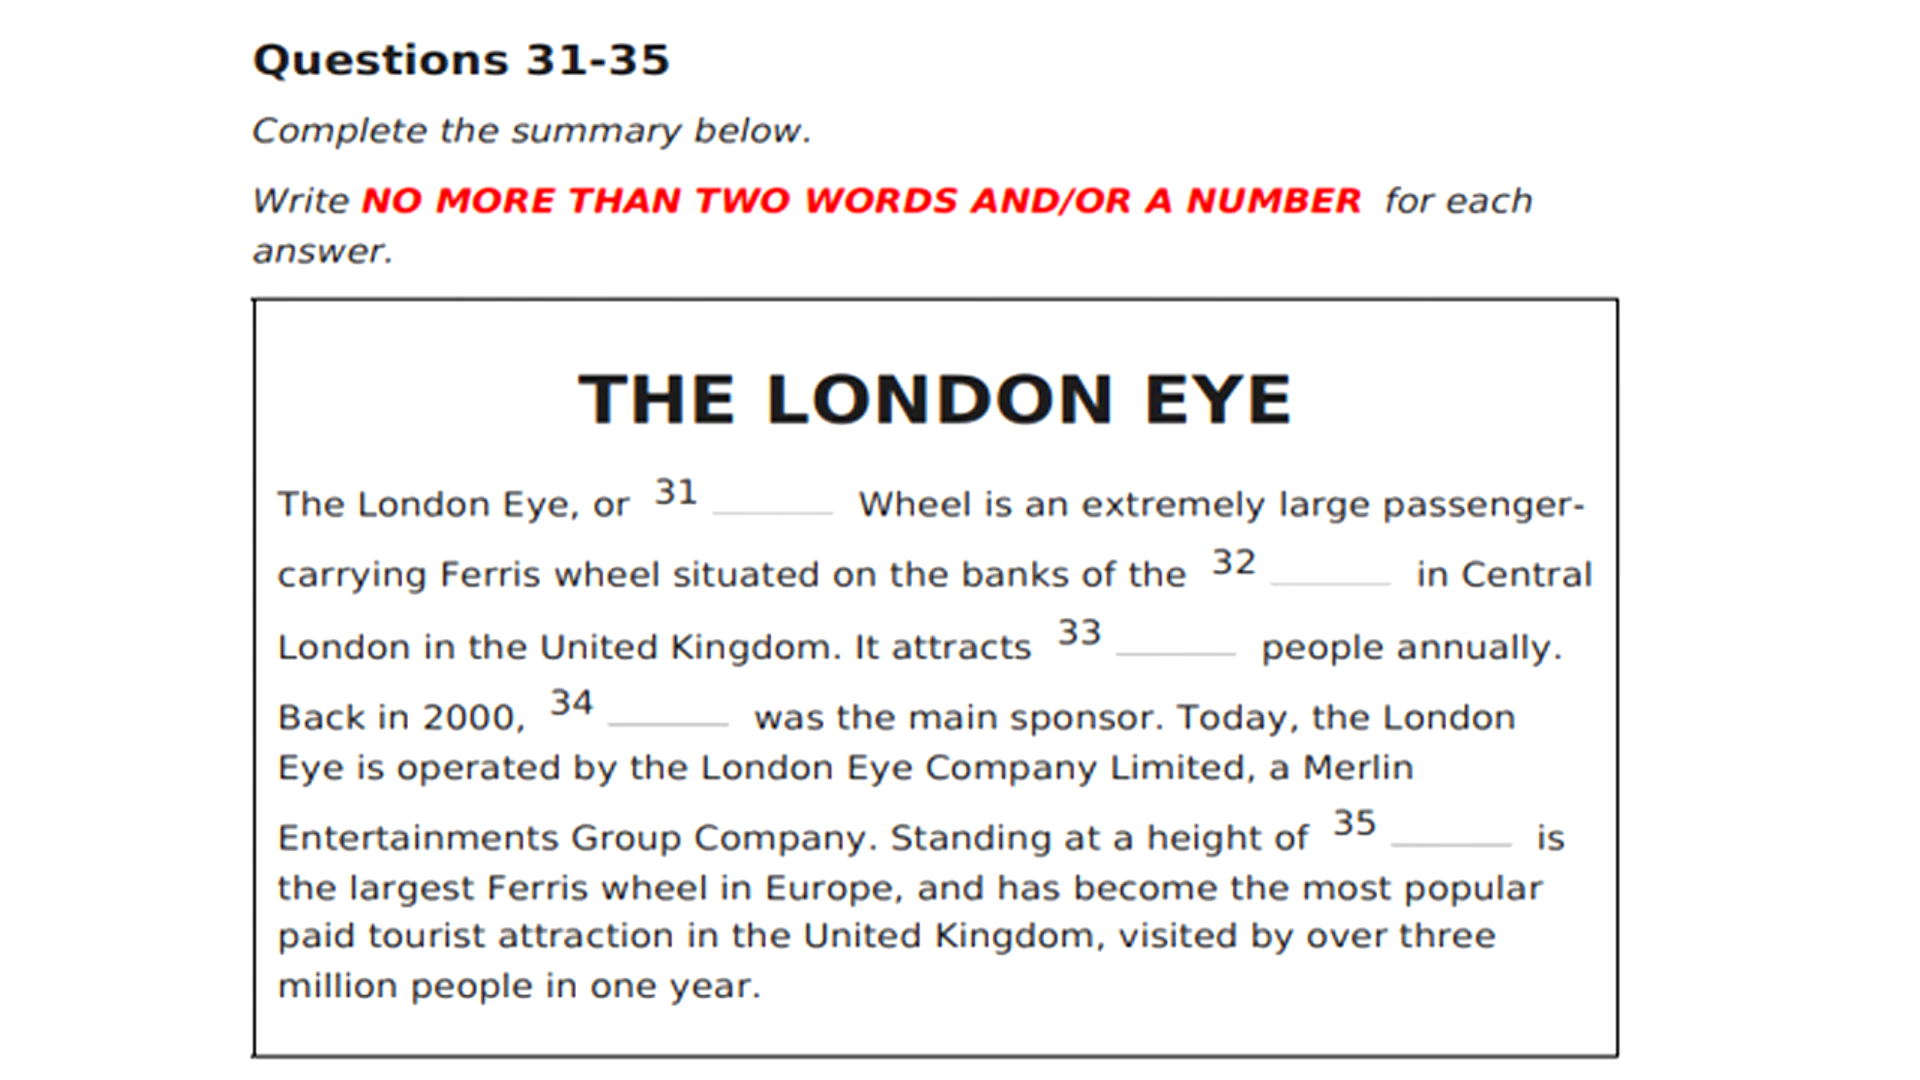 Questions 31-35
Complete the summary below.
Write NO MORE THAN TWO WORDS AND/OR A NUMBER for each
answer.
THE LONDON EYE
The London Eye, or 31 ______ Wheel is an extremely large passenger-
carrying Ferris wheel situated on the banks of the 32 ______ in Central
London in the United Kingdom. It attracts 33 ______ people annually.
Back in 2000, 34 ______ was the main sponsor. Today, the London
Eye is operated by the London Eye Company Limited, a Merlin
Entertainments Group Company. Standing at a height of 35 ______ is
the largest Ferris wheel in Europe, and has become the most popular
paid tourist attraction in the United Kingdom, visited by over three
million people in one year.